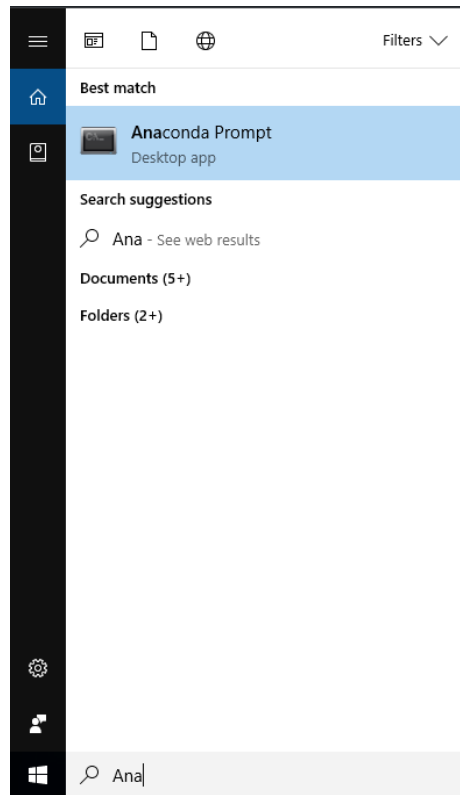 Filters
Best match
Anaconda Prompt
Desktop app
Search suggestions
Ana - See web results
Documents (5+)
Folders (2+)
Ana